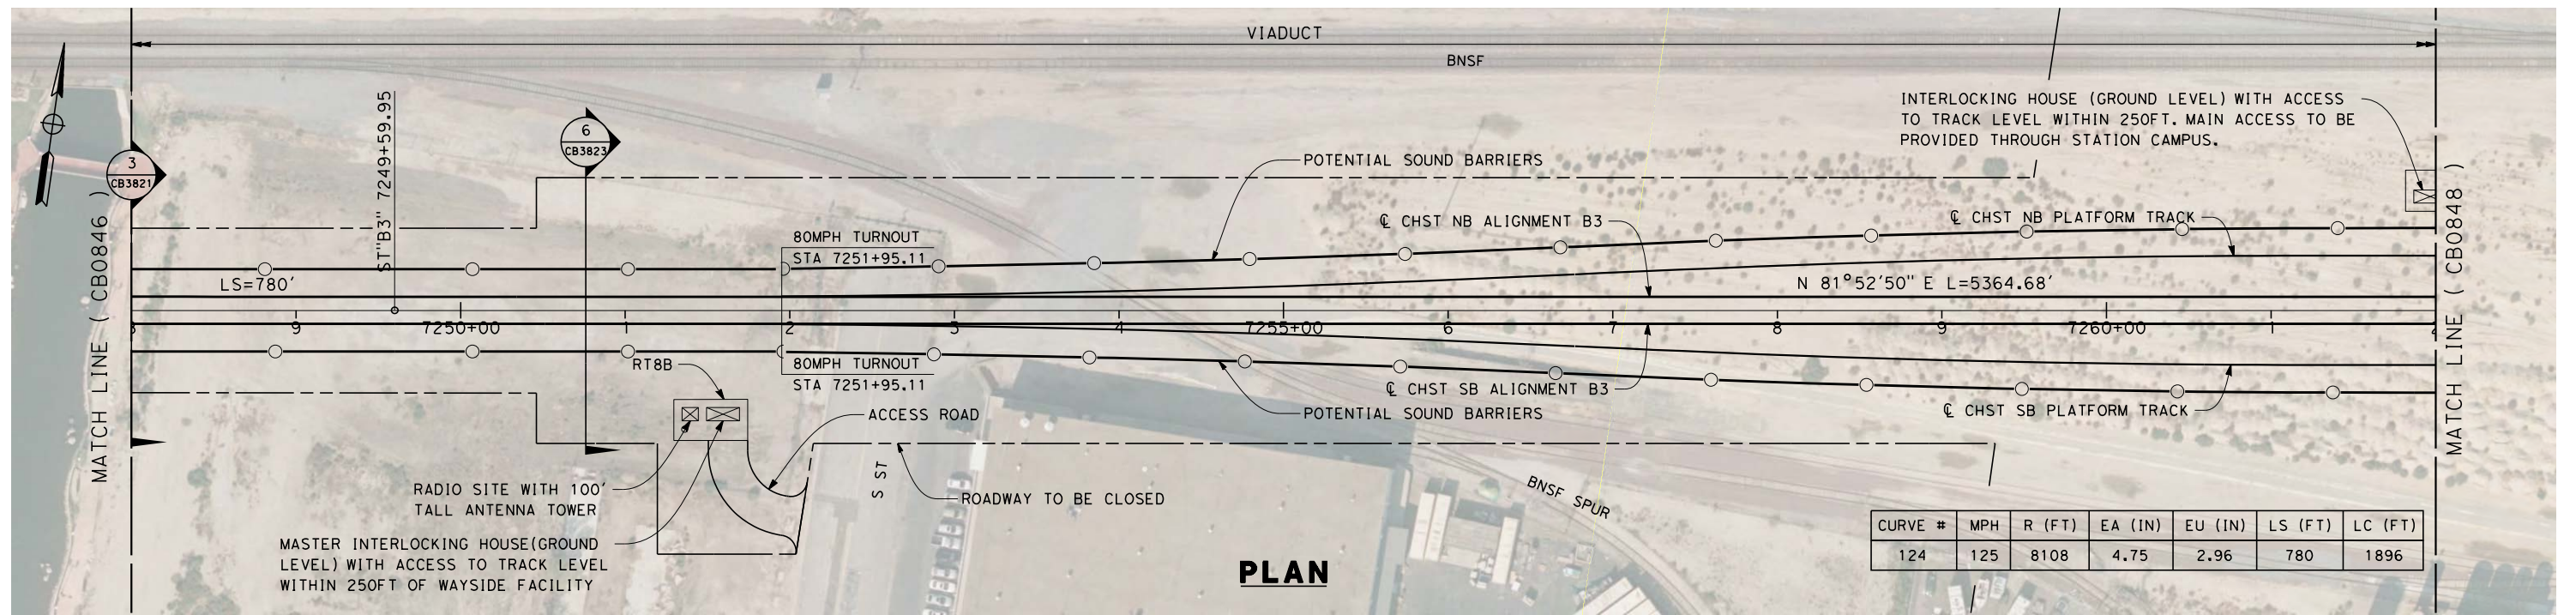 VIADUCT
BNSF
INTERLOCKING HOUSE (GROUND LEVEL) WITH ACCESS
TO TRACK LEVEL WITHIN 250FT. MAIN ACCESS TO BE
PROVIDED THROUGH STATION CAMPUS.
6
CB3823
3
CB3821
ST"B3" 7249+59.95
POTENTIAL SOUND BARRIERS
℄ CHST NB ALIGNMENT B3
℄ CHST NB PLATFORM TRACK
MATCH LINE ( CB0846 )
MATCH LINE ( CB0848 )
80MPH TURNOUT
STA 7251+95.11
LS=780'
N 81°52'50" E L=5364.68'
9
7250+00
1
2
3
4
7255+00
6
7
8
9
7260+00
1
RT8B
80MPH TURNOUT
STA 7251+95.11
℄ CHST SB ALIGNMENT B3
℄ CHST SB PLATFORM TRACK
ACCESS ROAD
POTENTIAL SOUND BARRIERS
S ST
ROADWAY TO BE CLOSED
BNSF SPUR
RADIO SITE WITH 100'
TALL ANTENNA TOWER
MASTER INTERLOCKING HOUSE(GROUND
LEVEL) WITH ACCESS TO TRACK LEVEL
WITHIN 250FT OF WAYSIDE FACILITY
PLAN
CURVE # MPH R (FT) EA (IN) EU (IN) LS (FT) LC (FT)
124 125 8108 4.75 2.96 780 1896